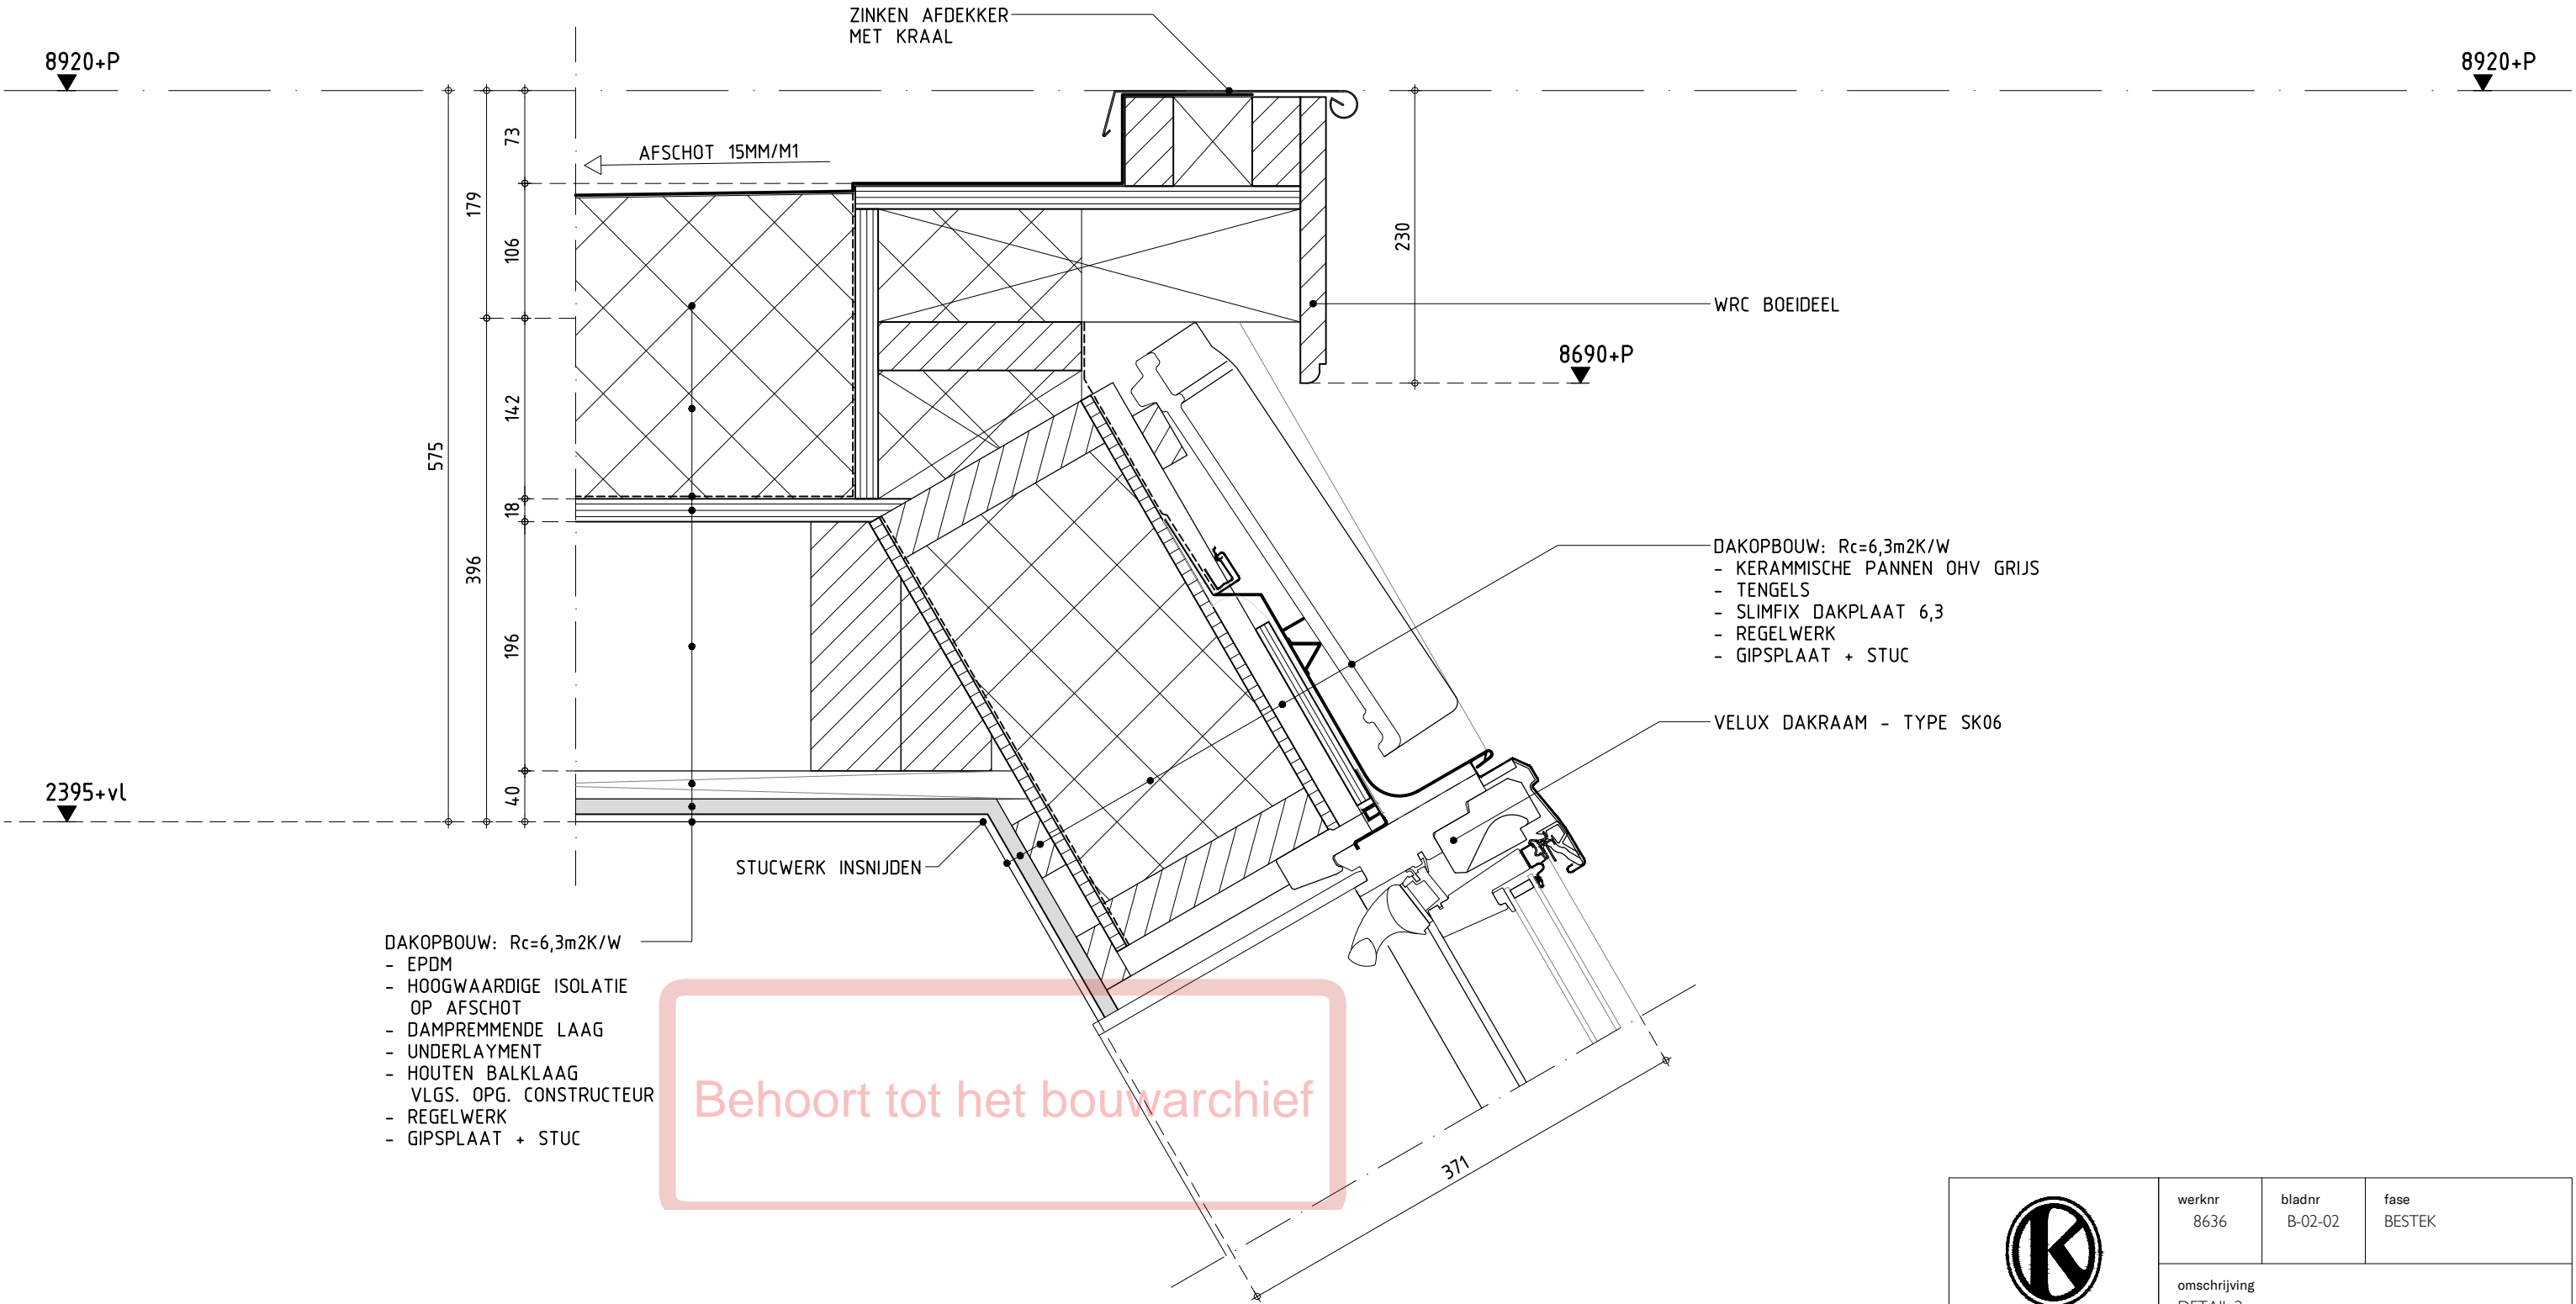 ZINKEN AFDEKKER
MET KRAAL
8920+P
8920+P
73
AFSCHOT 15MM/M1
179
106
230
WRC BOEIDEEL
8690+P
142
575
18
396
DAKOPBOUW: Rc=6,3m2K/W
- KERAMMISCHE PANNEN OHV GRIJS
- TENGELS
- SLIMFIX DAKPLAAT 6,3
- REGELWERK
- GIPSPLAAT + STUC
196
VELUX DAKRAAM - TYPE SK06
2395+vl
40
STUCWERK INSNIJDEN
DAKOPBOUW: Rc=6,3m2K/W
- EPDM
- HOOGWAARDIGE ISOLATIE
OP AFSCHOT
- DAMPREMMENDE LAAG
- UNDERLAYMENT
- HOUTEN BALKLAAG
VLGS. OPG. CONSTRUCTEUR
- REGELWERK
- GIPSPLAAT + STUC
Behoort tot het bouwarchief
371
K
werknr
8636
bladnr
B-02-02
fase
BESTEK
omschrijving